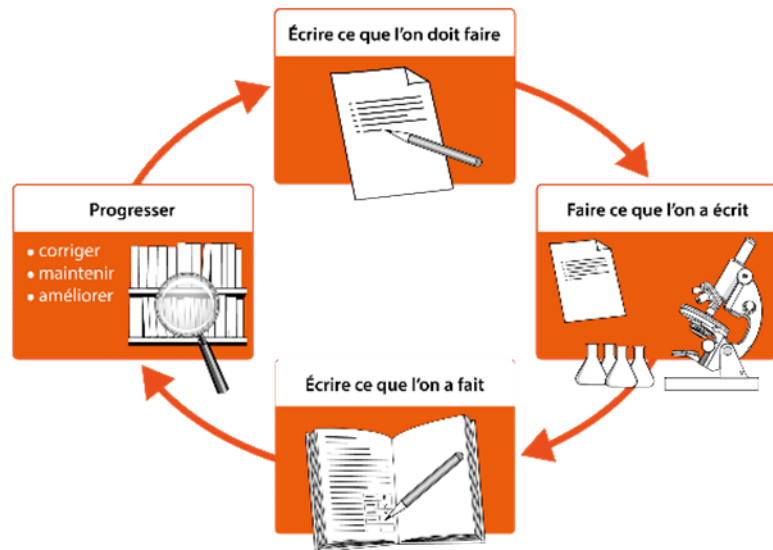 Écrire ce que l'on doit faire
Faire ce que l'on a écrit
Écrire ce que l'on a fait
Progresser
• corriger
• maintenir
• améliorer